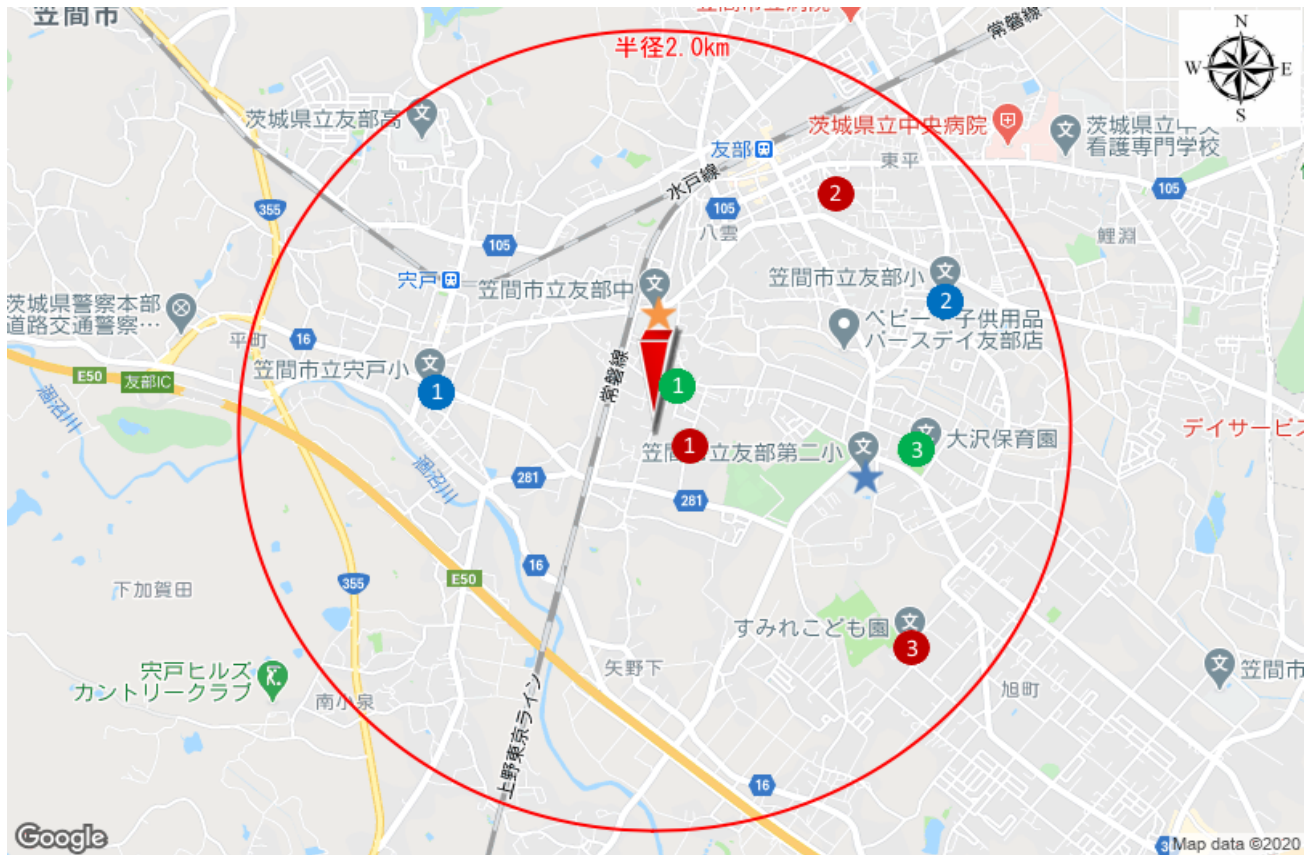 笠間市
半径2.0km
常磐線
N
W
E
S
茨城県立友部高
友部
茨城県立中央病院
茨城県立中央
看護専門学校
東平
水戸線
105
105
355
105
八雲
鯉淵
宍戸
笠間市立友部中
笠間市立友部小
2
2
茨城県警察本部
道路交通警察…
平町
16
ベビー・子供用品
バースデイ友部店
E50
友部IC
笠間市立宍戸小
1
常磐線
1
涸沼川
涸沼川
1
笠間市立友部第二小
3
大沢保育園
デイサービス
281
281
16
E50
355
下加賀田
すみれこども園
3
矢野下
宍戸ヒルズ
カントリークラブ
南小泉
旭町
笠間市
上野東京ライン
16
Google
3
Map data ©2020